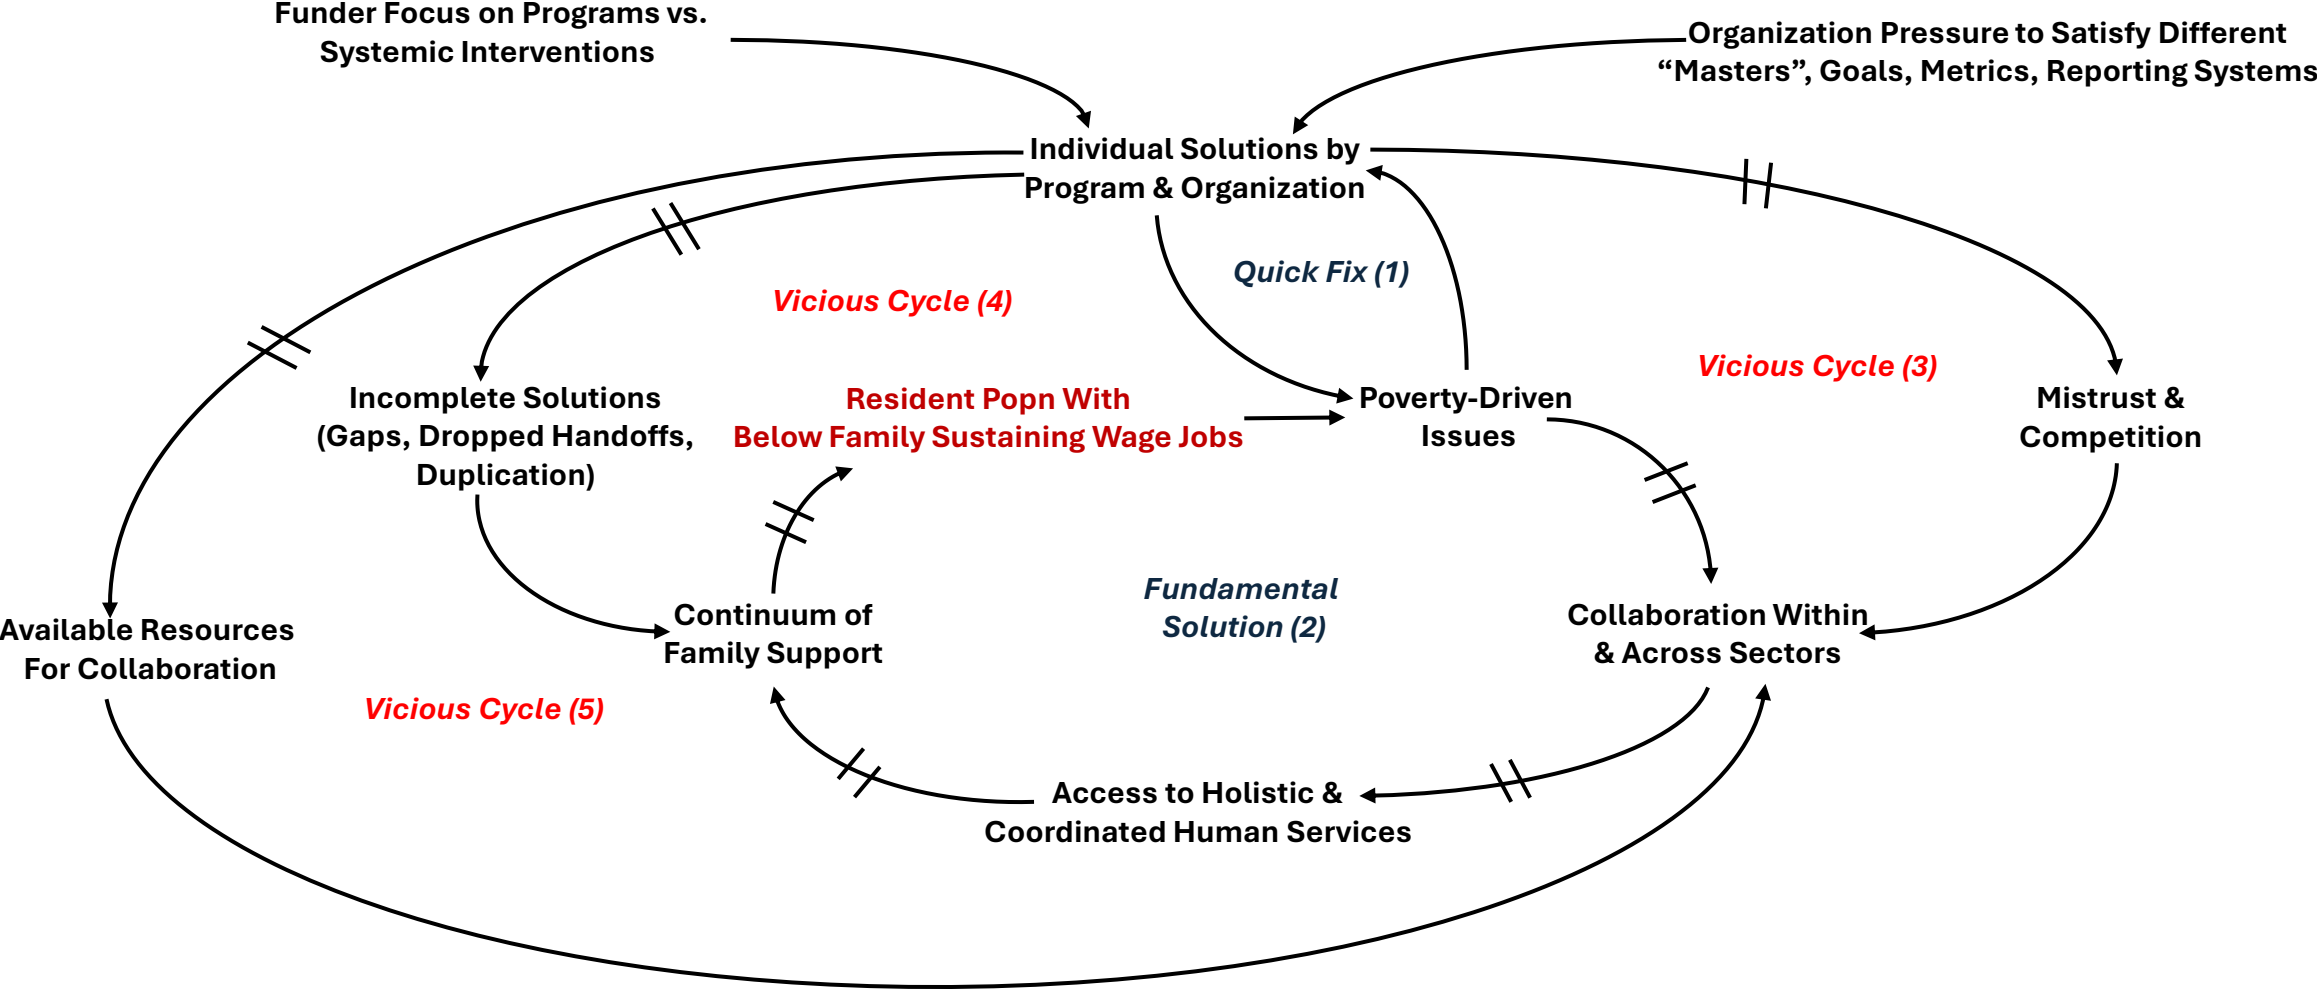 Funder Focus on Programs vs.
Systemic Interventions
Organization Pressure to Satisfy Different
“Masters”, Goals, Metrics, Reporting Systems
Individual Solutions by
Program & Organization
Quick Fix (1)
Vicious Cycle (4)
Vicious Cycle (3)
Incomplete Solutions
(Gaps, Dropped Handoffs,
Duplication)
Resident Popn With
Below Family Sustaining Wage Jobs
Poverty-Driven
Issues
Mistrust &
Competition
Fundamental
Solution (2)
Available Resources
For Collaboration
Continuum of
Family Support
Collaboration Within
& Across Sectors
Vicious Cycle (5)
Access to Holistic &
Coordinated Human Services